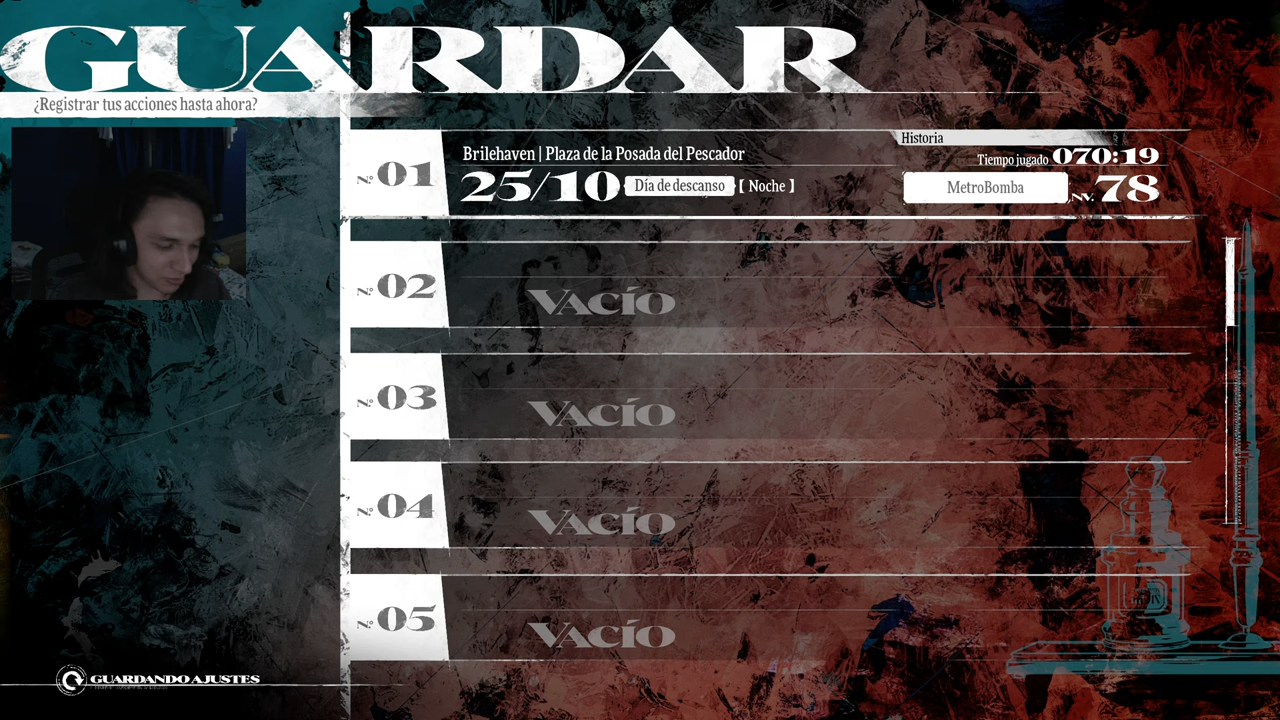 GUARDAR
¿Registrar tus acciones hasta ahora?
Nº 01
Brilehaven | Plaza de la Posada del Pescador
25/10 Día de descanso [ Noche ]
Historia
Tiempo jugado 070:19
MetroBomba NV. 78
Nº 02
VACÍO
Nº 03
VACÍO
Nº 04
VACÍO
Nº 05
VACÍO
GUARDANDO AJUSTES